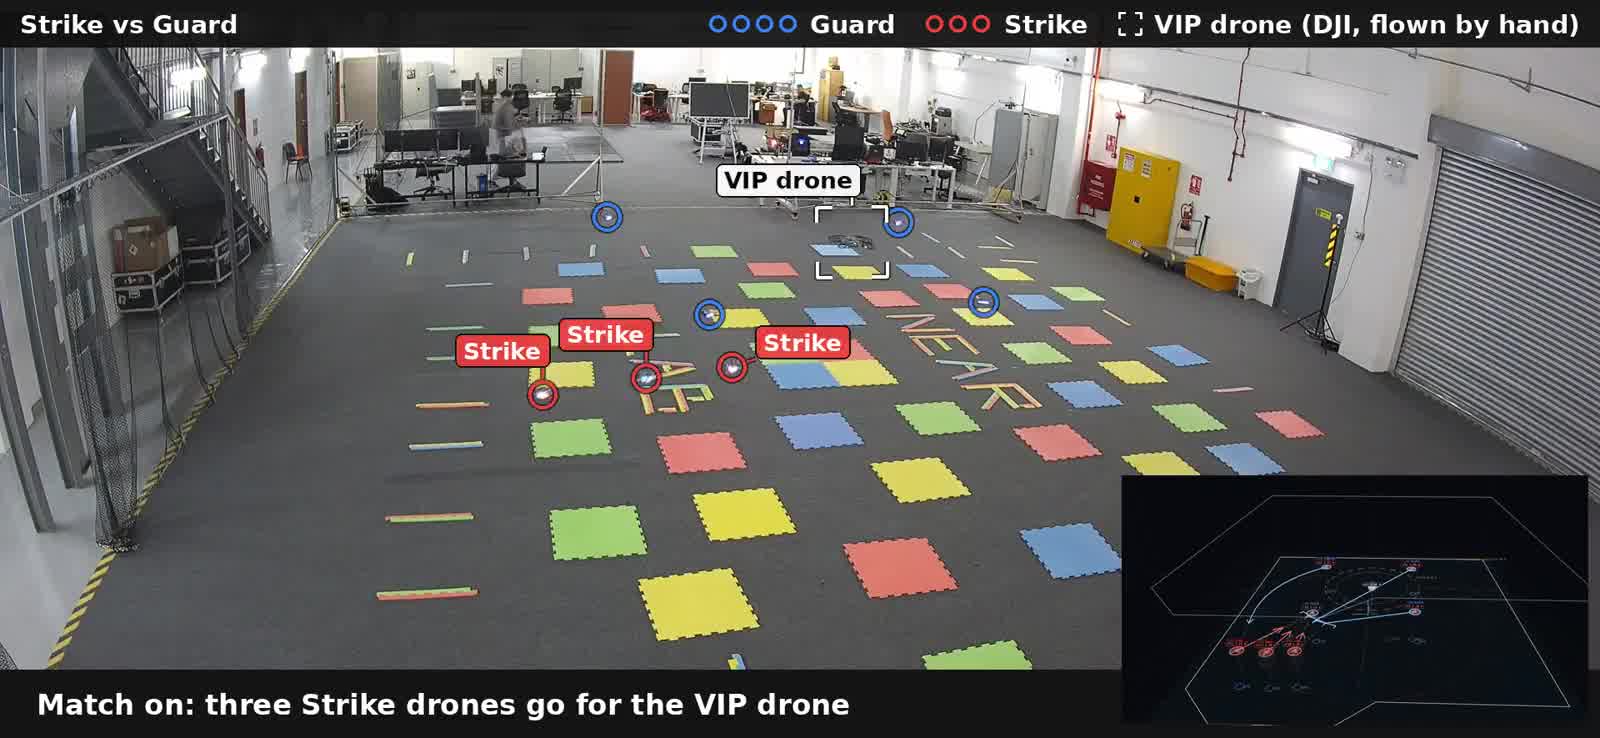 Strike vs Guard
Guard
Strike
VIP drone (DJI, flown by hand)
VIP drone
Strike
Strike
Strike
NEAR
Match on: three Strike drones go for the VIP drone